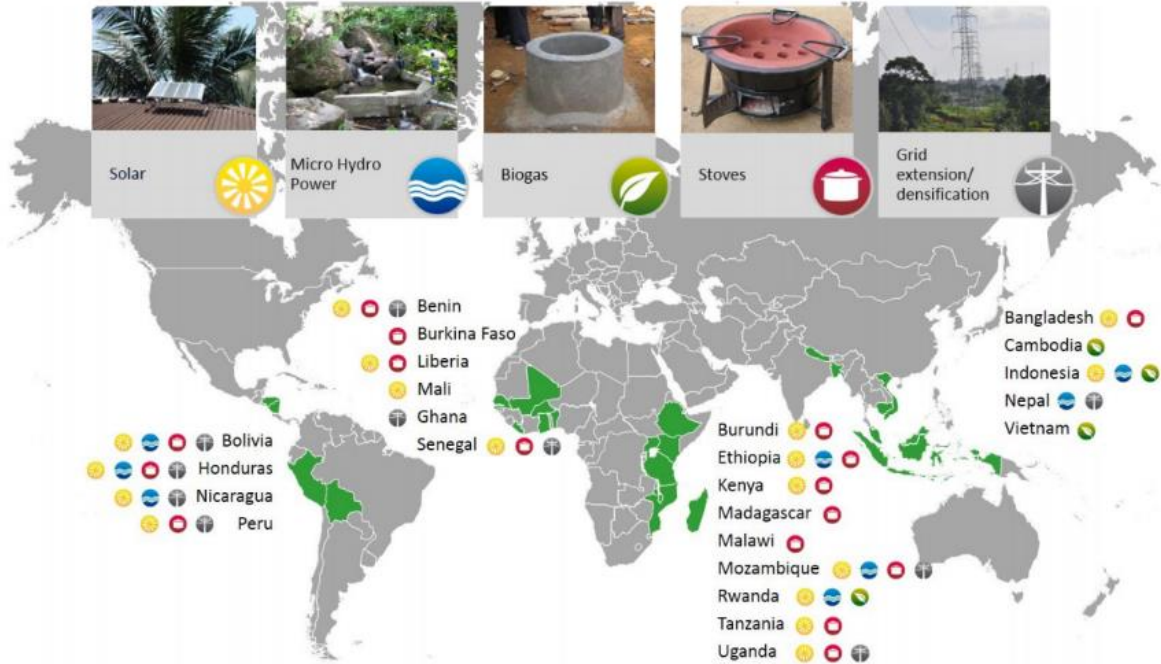 Solar
Micro Hydro
Power
Biogas
Stoves
Grid
extension/
densification
Benin
Burkina Faso
Liberia
Mali
Ghana
Senegal
Bolivia
Honduras
Nicaragua
Peru
Bangladesh
Cambodia
Indonesia
Nepal
Vietnam
Burundi
Ethiopia
Kenya
Madagascar
Malawi
Mozambique
Rwanda
Tanzania
Uganda